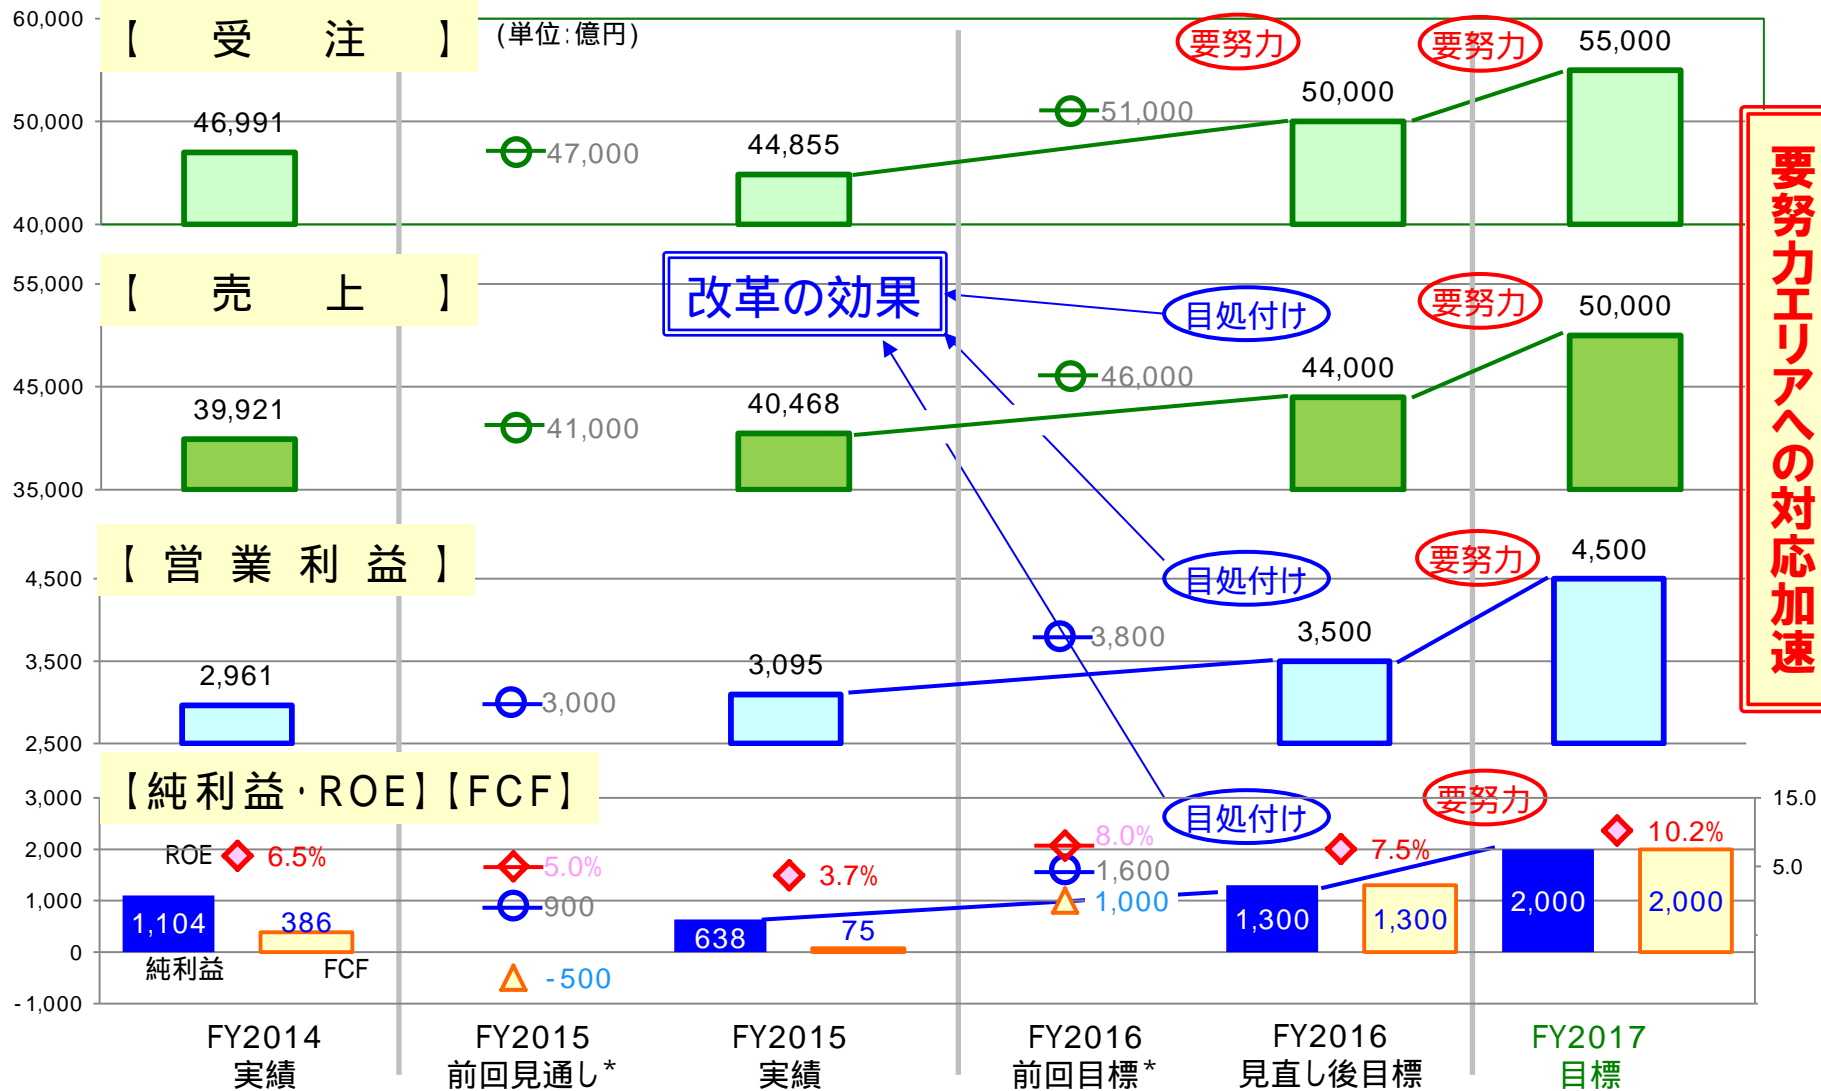 【 受 注 】
(単位:億円)
60,000
50,000
40,000
46,991
47,000
44,855
51,000
要努力
50,000
要努力
55,000
【 売 上 】
55,000
45,000
35,000
39,921
41,000
40,468
46,000
44,000
50,000
改革の効果
目処付け
要努力
【 営 業 利 益 】
4,500
3,500
2,500
2,961
3,000
3,095
3,800
3,500
4,500
目処付け
要努力
【純利益・ROE】【FCF】
3,000
2,000
1,000
0
-1,000
15.0
5.0
目処付け
要努力
ROE
6.5%
5.0%
3.7%
8.0%
7.5%
10.2%
1,104
386
900
638
75
1,600
1,000
1,300
1,300
2,000
2,000
純利益
FCF
-500
FY2014
実績
FY2015
前回見通し*
FY2015
実績
FY2016
前回目標*
FY2016
見直し後目標
FY2017
目標
要努力エリアへの対応加速